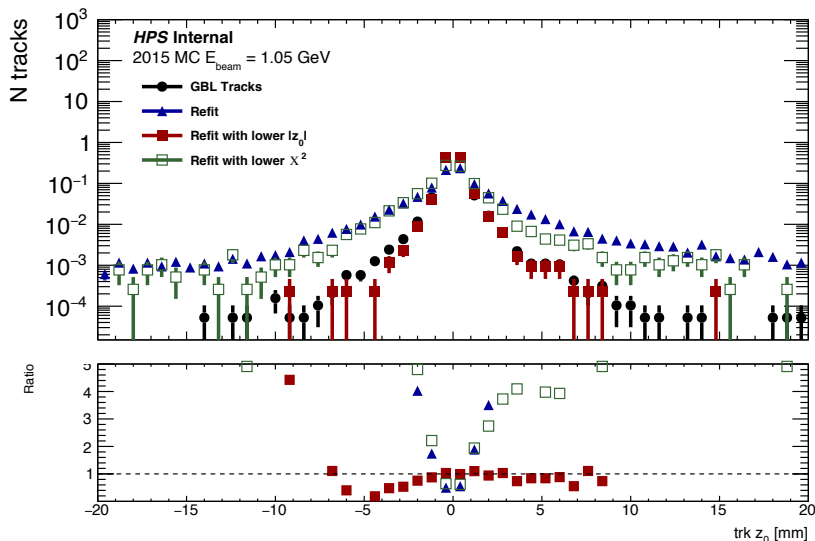 HPS Internal
2015 MC E_beam = 1.05 GeV
GBL Tracks
Refit
Refit with lower |z_0|
Refit with lower χ^2
N tracks
10^3
10^2
10
1
10^−1
10^−2
10^−3
10^−4
Ratio
5
4
3
2
1
−20 −15 −10 −5 0 5 10 15 20
trk z_0 [mm]